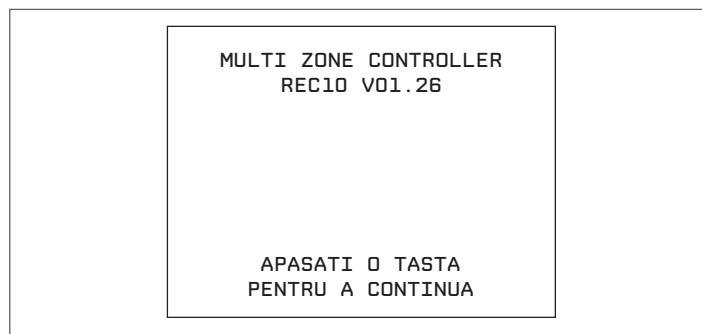 MULTI ZONE CONTROLLER
REC10 V01.26
APASATI O TASTA
PENTRU A CONTINUA